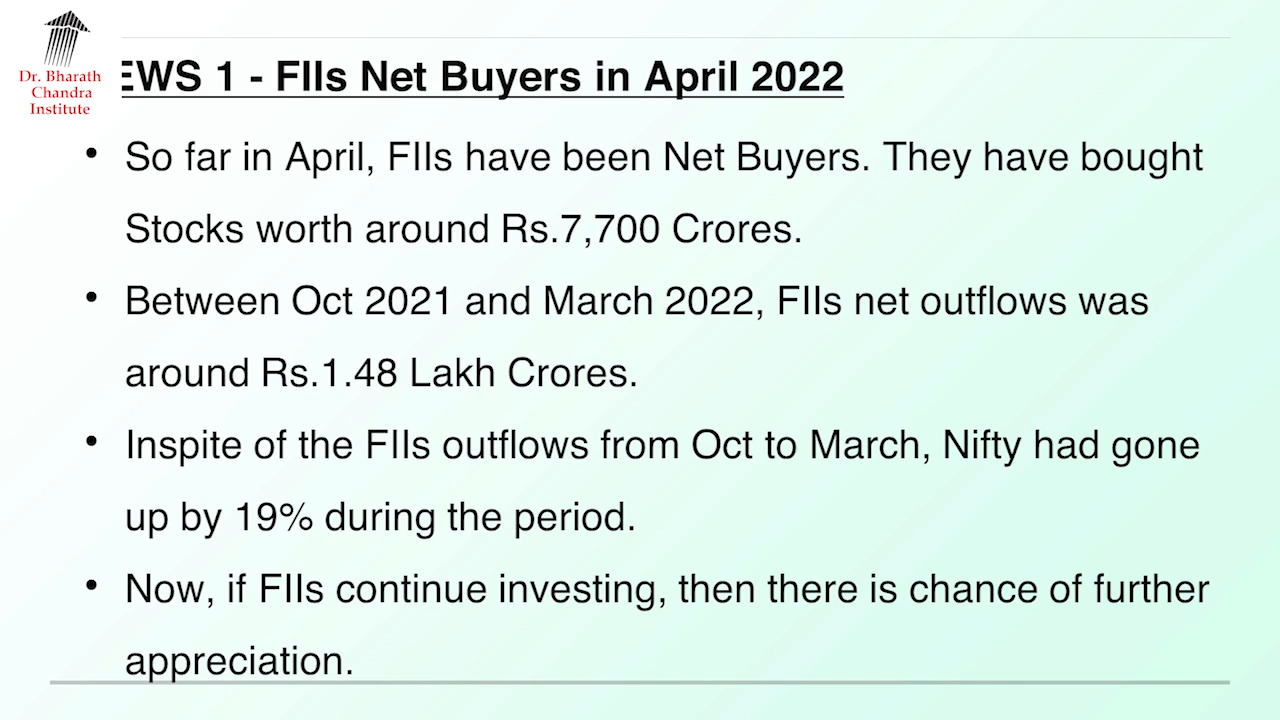 Dr. Bharath
Chandra
Institute
EWS 1 - FIIs Net Buyers in April 2022
• So far in April, FIIs have been Net Buyers. They have bought
Stocks worth around Rs.7,700 Crores.
• Between Oct 2021 and March 2022, FIIs net outflows was
around Rs.1.48 Lakh Crores.
• Inspite of the FIIs outflows from Oct to March, Nifty had gone
up by 19% during the period.
• Now, if FIIs continue investing, then there is chance of further
appreciation.